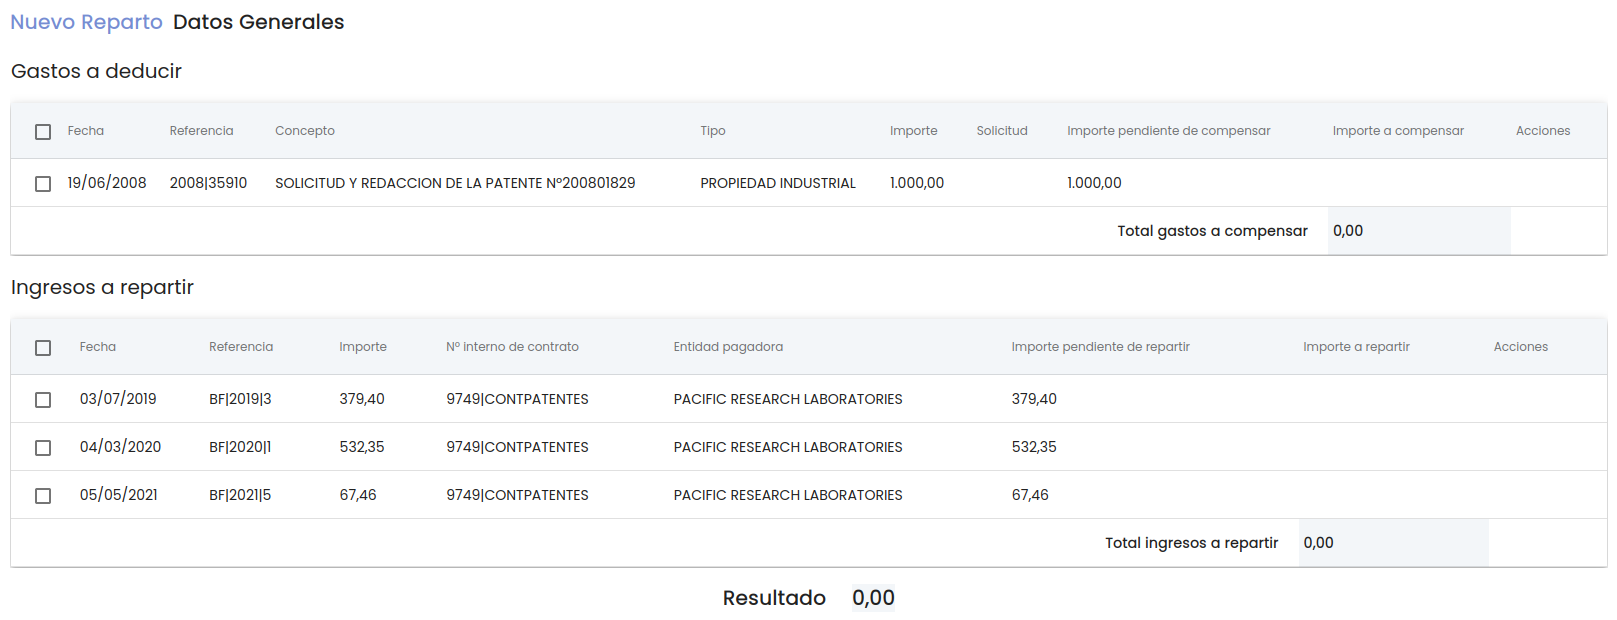 Nuevo Reparto Datos Generales
Gastos a deducir
Fecha Referencia Concepto Tipo Importe Solicitud Importe pendiente de compensar Importe a compensar Acciones
19/06/2008 2008|35910 SOLICITUD Y REDACCION DE LA PATENTE Nº200801829 PROPIEDAD INDUSTRIAL 1.000,00 1.000,00
Total gastos a compensar 0,00
Ingresos a repartir
Fecha Referencia Importe Nº interno de contrato Entidad pagadora Importe pendiente de repartir Importe a repartir Acciones
03/07/2019 BF|2019|3 379,40 9749|CONTPATENTES PACIFIC RESEARCH LABORATORIES 379,40
04/03/2020 BF|2020|1 532,35 9749|CONTPATENTES PACIFIC RESEARCH LABORATORIES 532,35
05/05/2021 BF|2021|5 67,46 9749|CONTPATENTES PACIFIC RESEARCH LABORATORIES 67,46
Total ingresos a repartir 0,00
Resultado 0,00